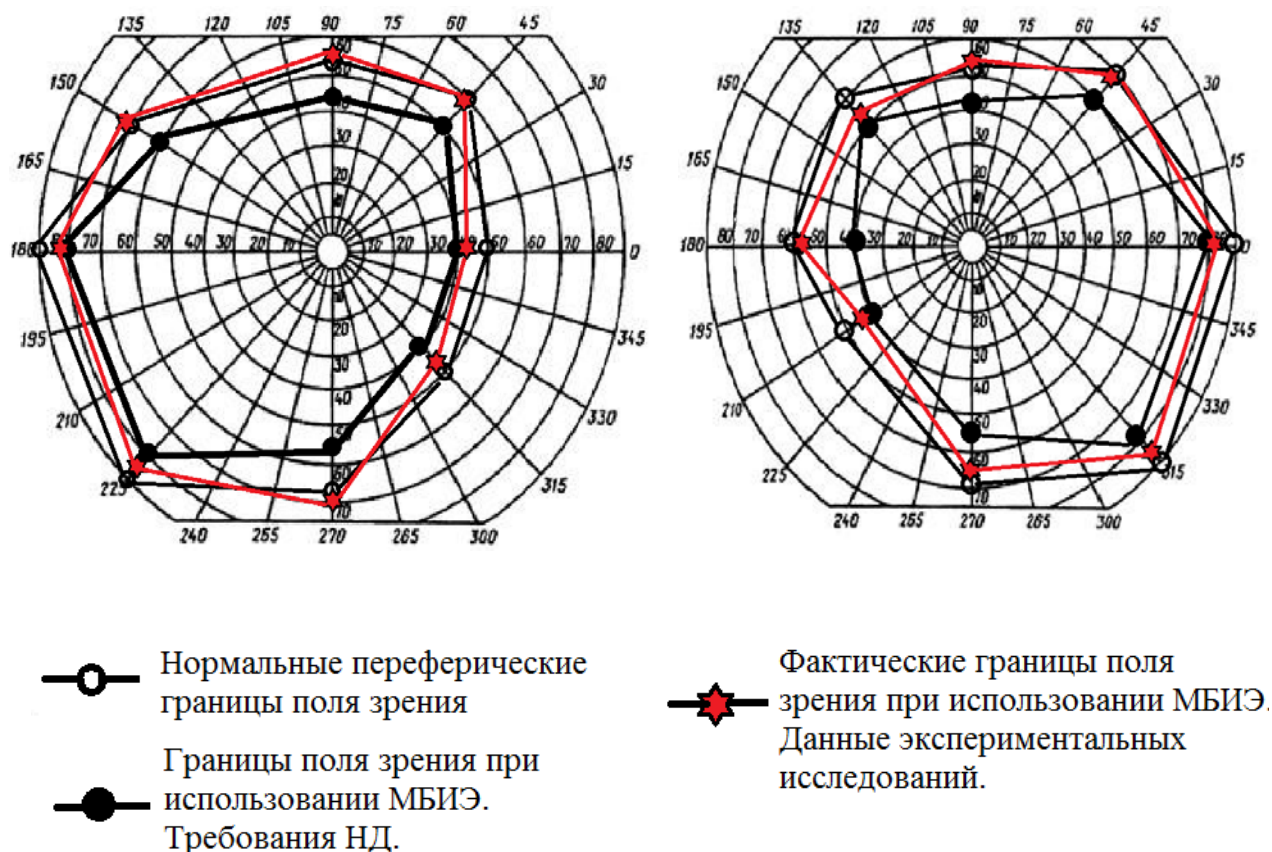 135 120 105 90 75 60 45
135 120 105 90 75 60 45
150 30
150 30
165 15
165 15
180 70 60 50 40 30 20 10 10 20 30 50 60 70 80 0
180 80 70 60 50 40 30 20 10 10 20 30 40 50 60 70 0
195 345
195 345
210 330
210 330
225 315
225 315
240 255 270 265 300
240 255 270 265 300
Нормальные переферические
границы поля зрения
Границы поля зрения при
использовании МБИЭ.
Требования НД.
Фактические границы поля
зрения при использовании МБИЭ.
Данные экспериментальных
исследований.